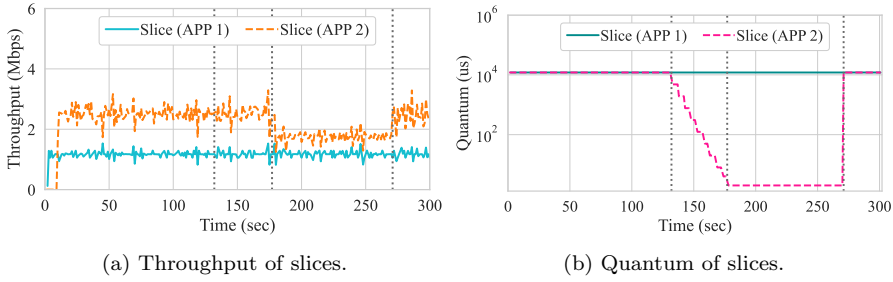 6
4
2
0
Throughput (Mbps)
Slice (APP 1) Slice (APP 2)
0 50 100 150 200 250 300
Time (sec)
(a) Throughput of slices.
10^6
10^4
10^2
Quantum (us)
Slice (APP 1) Slice (APP 2)
0 50 100 150 200 250 300
Time (sec)
(b) Quantum of slices.